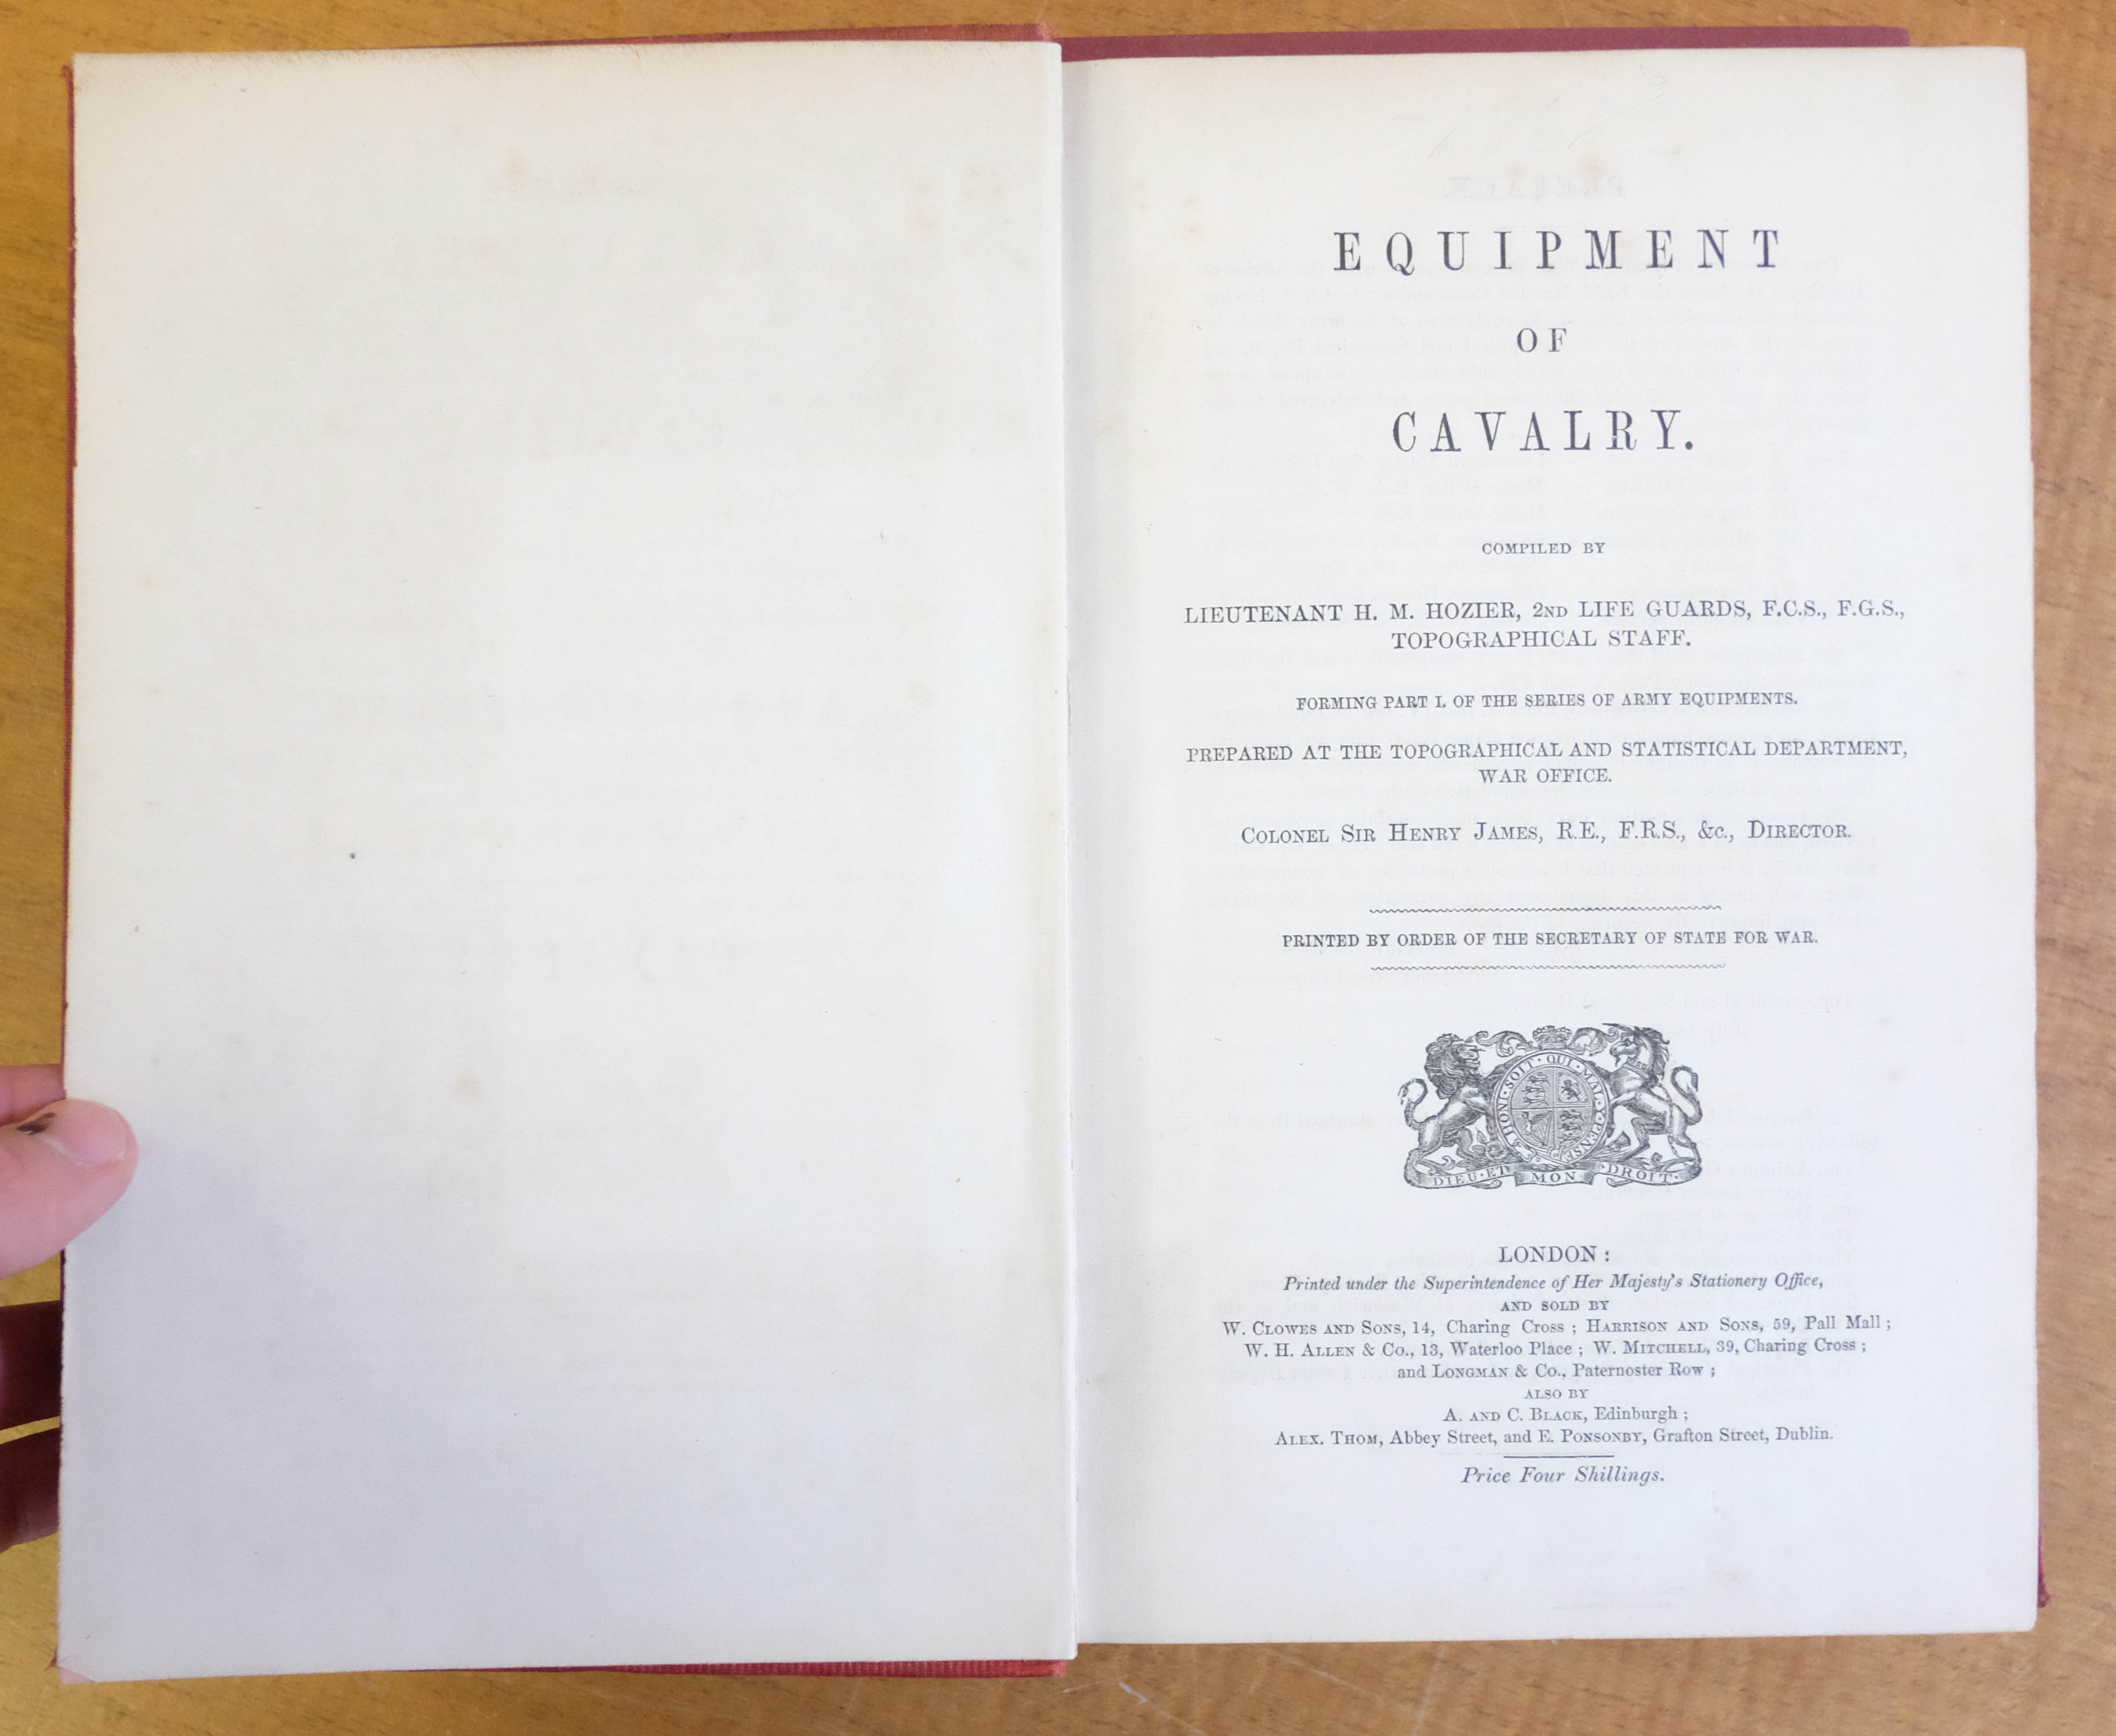 EQUIPMENT
OF
CAVALRY.
COMPILED BY
LIEUTENANT H. M. HOZIER, 2ND LIFE GUARDS, F.C.S., F.G.S.,
TOPOGRAPHICAL STAFF.
FORMING PART I. OF THE SERIES OF ARMY EQUIPMENTS.
PREPARED AT THE TOPOGRAPHICAL AND STATISTICAL DEPARTMENT,
WAR OFFICE.
COLONEL SIR HENRY JAMES, R.E., F.R.S., &c., DIRECTOR.
PRINTED BY ORDER OF THE SECRETARY OF STATE FOR WAR.
HONI·SOIT·QUI·MAL·Y·PENSE
DIEU·ET MON DROIT·
LONDON:
Printed under the Superintendence of Her Majesty's Stationery Office,
AND SOLD BY
W. CLOWES AND SONS, 14, Charing Cross; HARRISON AND SONS, 59, Pall Mall;
W. H. ALLEN & Co., 13, Waterloo Place; W. MITCHELL, 39, Charing Cross;
and LONGMAN & Co., Paternoster Row;
ALSO BY
A. AND C. BLACK, Edinburgh;
ALEX. THOM, Abbey Street, and E. PONSONBY, Grafton Street, Dublin.
Price Four Shillings.